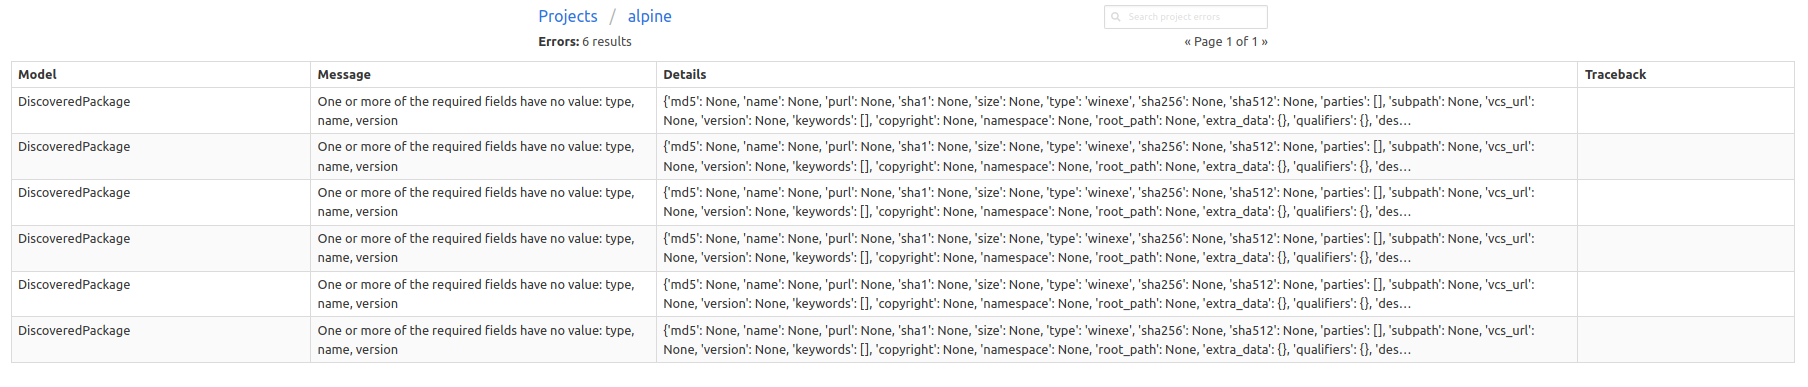 Projects / alpine
Search project errors
Errors: 6 results
« Page 1 of 1 »
Model Message Details Traceback
DiscoveredPackage One or more of the required fields have no value: type, {'md5': None, 'name': None, 'purl': None, 'sha1': None, 'size': None, 'type': 'winexe', 'sha256': None, 'sha512': None, 'parties': [], 'subpath': None, 'vcs_url':
name, version None, 'version': None, 'keywords': [], 'copyright': None, 'namespace': None, 'root_path': None, 'extra_data': {}, 'qualifiers': {}, 'des...
DiscoveredPackage One or more of the required fields have no value: type, {'md5': None, 'name': None, 'purl': None, 'sha1': None, 'size': None, 'type': 'winexe', 'sha256': None, 'sha512': None, 'parties': [], 'subpath': None, 'vcs_url':
name, version None, 'version': None, 'keywords': [], 'copyright': None, 'namespace': None, 'root_path': None, 'extra_data': {}, 'qualifiers': {}, 'des...
DiscoveredPackage One or more of the required fields have no value: type, {'md5': None, 'name': None, 'purl': None, 'sha1': None, 'size': None, 'type': 'winexe', 'sha256': None, 'sha512': None, 'parties': [], 'subpath': None, 'vcs_url':
name, version None, 'version': None, 'keywords': [], 'copyright': None, 'namespace': None, 'root_path': None, 'extra_data': {}, 'qualifiers': {}, 'des...
DiscoveredPackage One or more of the required fields have no value: type, {'md5': None, 'name': None, 'purl': None, 'sha1': None, 'size': None, 'type': 'winexe', 'sha256': None, 'sha512': None, 'parties': [], 'subpath': None, 'vcs_url':
name, version None, 'version': None, 'keywords': [], 'copyright': None, 'namespace': None, 'root_path': None, 'extra_data': {}, 'qualifiers': {}, 'des...
DiscoveredPackage One or more of the required fields have no value: type, {'md5': None, 'name': None, 'purl': None, 'sha1': None, 'size': None, 'type': 'winexe', 'sha256': None, 'sha512': None, 'parties': [], 'subpath': None, 'vcs_url':
name, version None, 'version': None, 'keywords': [], 'copyright': None, 'namespace': None, 'root_path': None, 'extra_data': {}, 'qualifiers': {}, 'des...
DiscoveredPackage One or more of the required fields have no value: type, {'md5': None, 'name': None, 'purl': None, 'sha1': None, 'size': None, 'type': 'winexe', 'sha256': None, 'sha512': None, 'parties': [], 'subpath': None, 'vcs_url':
name, version None, 'version': None, 'keywords': [], 'copyright': None, 'namespace': None, 'root_path': None, 'extra_data': {}, 'qualifiers': {}, 'des...